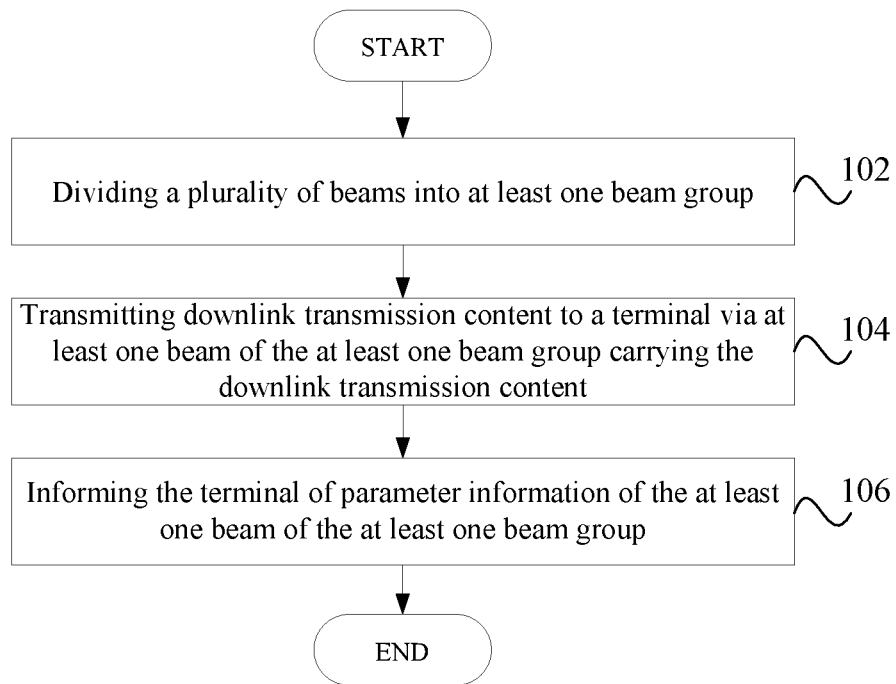 START
Dividing a plurality of beams into at least one beam group
102
Transmitting downlink transmission content to a terminal via at
least one beam of the at least one beam group carrying the
downlink transmission content
104
Informing the terminal of parameter information of the at least
one beam of the at least one beam group
106
END